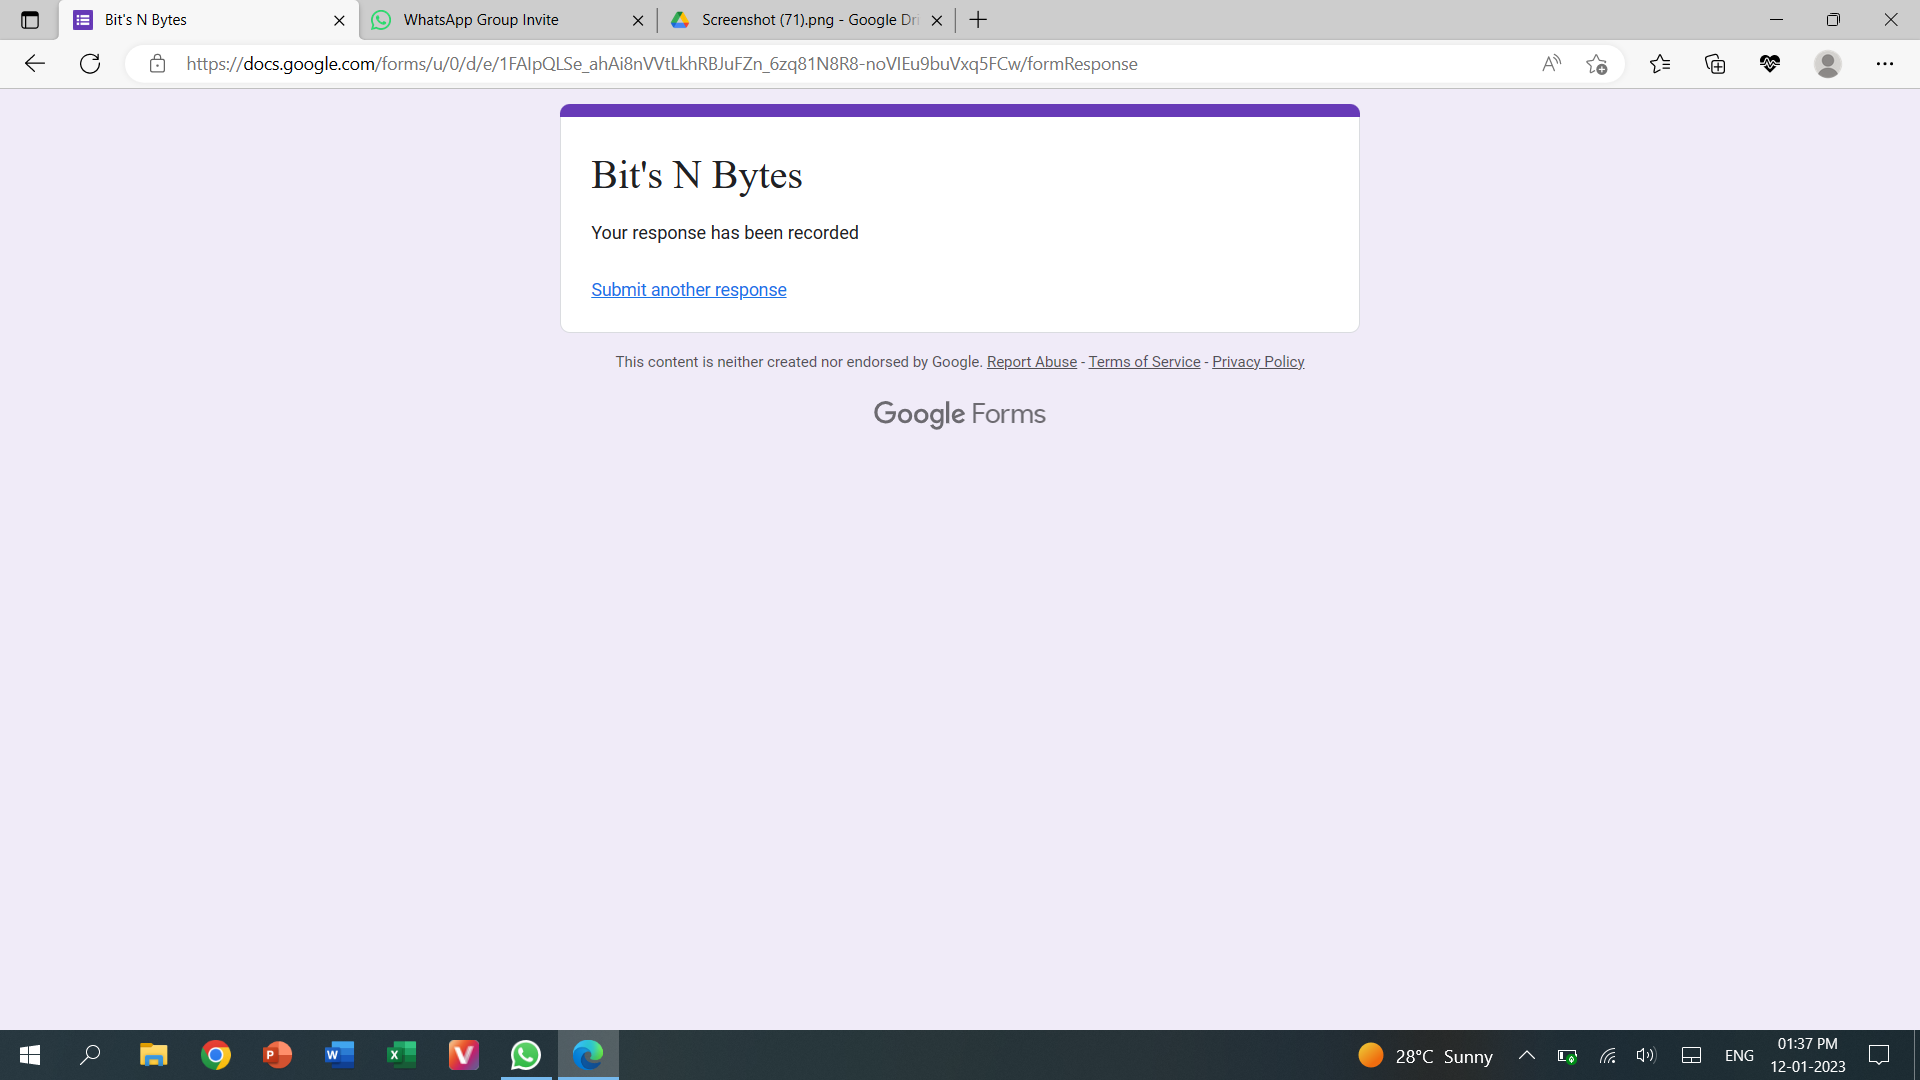 Bit's N Bytes
WhatsApp Group Invite
Screenshot (71).png - Google Dri
https://docs.google.com/forms/u/0/d/e/1FAIpQLSe_ahAi8nVVtLkhRBJuFZn_6zq81N8R8-noVIEu9buVxq5FCw/formResponse
Bit's N Bytes
Your response has been recorded
Submit another response
This content is neither created nor endorsed by Google. Report Abuse - Terms of Service - Privacy Policy
Google Forms
28°C Sunny
ENG
01:37 PM
12-01-2023